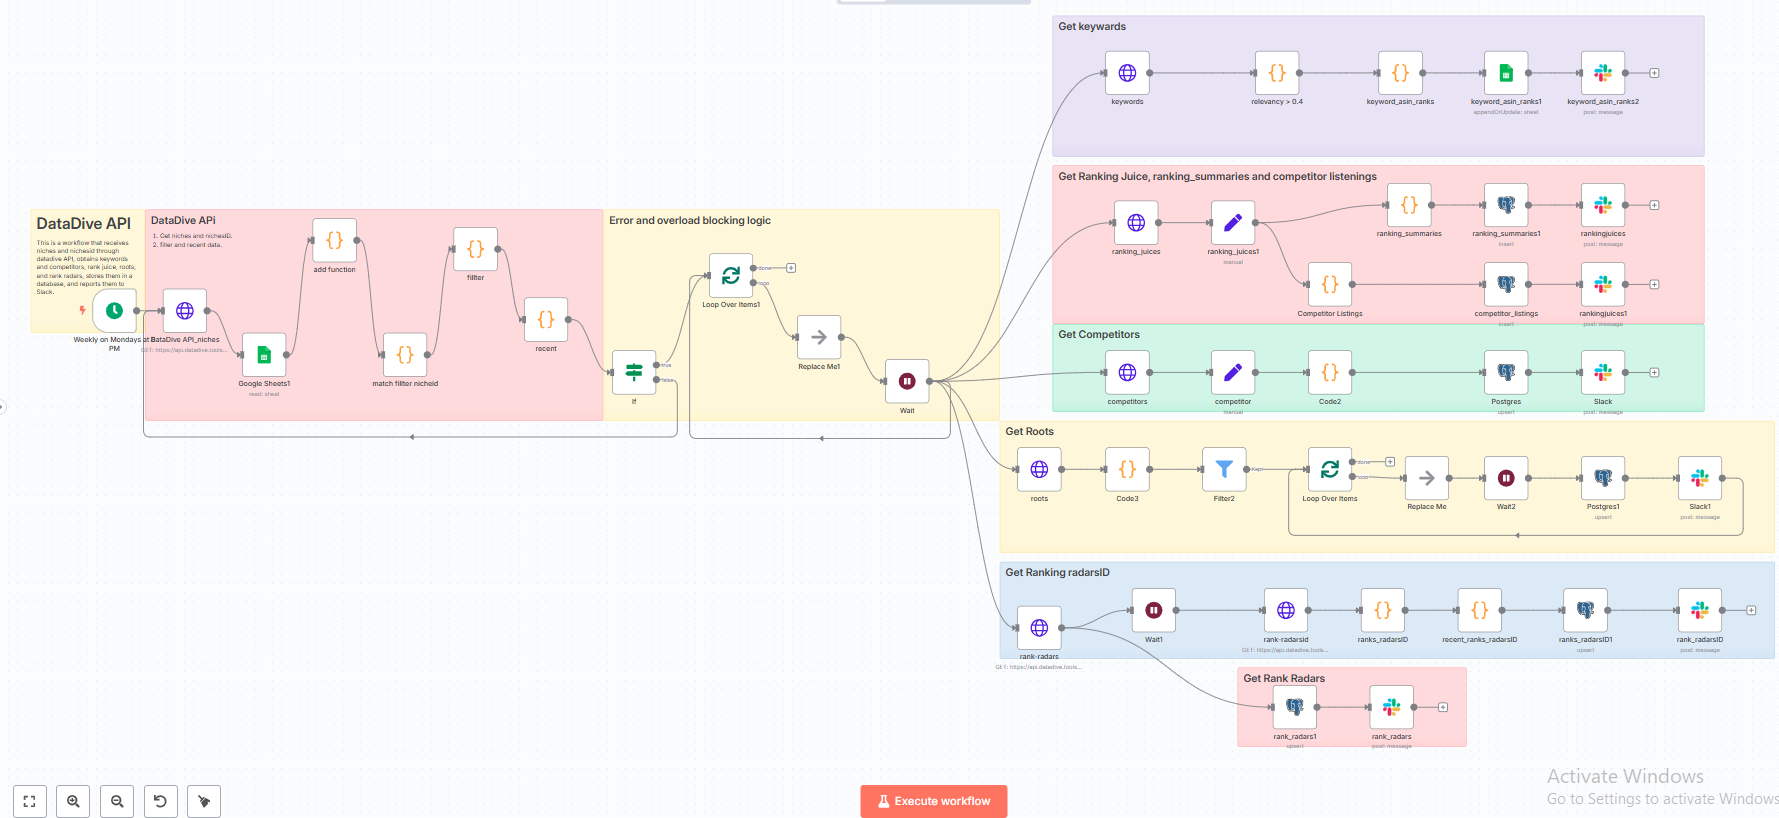 Get keywards
keywords
relevancy > 0.4
keyword_asin_ranks
keyword_asin_ranks1
appendOrUpdate: sheet
keyword_asin_ranks2
post: message
Get Ranking Juice, ranking_summaries and competitor listenings
ranking_juices
ranking_juices1
manual
ranking_summaries
ranking_summaries1
insert
rankingjuices
post: message
Competitor Listings
competitor_listings
insert
rankingjuices1
post: message
DataDive API
This is a workflow that receives
niches and nichesid through
datadive API, obtains keywords
and competitors, rank juice, roots,
and rank radars, stores them in a
database, and reports them to
Slack.
Weekly on Mondays at
PM
DataDive APi
1. Get niches and nichesID.
2. filler and recent data.
DataDive API_niches
GET: https://api.datadive.tools...
Google Sheets1
read: sheet
add function
match fillter nicheid
fillter
recent
Error and overload blocking logic
If
true
false
Loop Over Items1
done
loop
Replace Me1
Wait
Get Competitors
competitors
competitor
manual
Code2
Postgres
upsert
Slack
post: message
Get Roots
roots
Code3
Filter2
Kept
Loop Over Items
done
loop
Replace Me
Wait2
Postgres1
upsert
Slack1
post: message
Get Ranking radarsID
rank-radars
GET: https://api.datadive.tools...
Wait1
rank-radarsid
GET: https://api.datadive.tools...
ranks_radarsID
recent_ranks_radarsID
ranks_radarsID1
upsert
rank_radarsID
post: message
Get Rank Radars
rank_radars1
upsert
rank_radars
post: message
Execute workflow
Activate Windows
Go to Settings to activate Windows